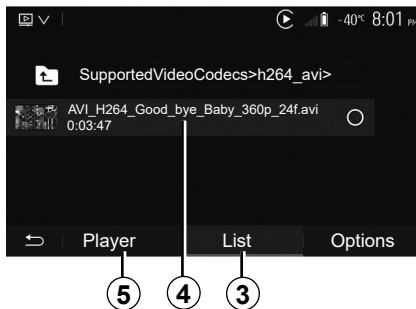 -40°C 8:01 PM
SupportedVideoCodecs>h264_avi>
AVI_H264_Good_bye_Baby_360p_24f.avi
0:03:47
Player List Options
5 4 3